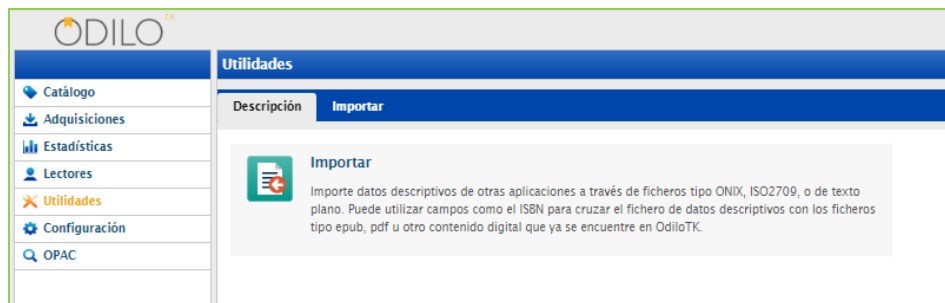 ODILO TK
Utilidades
Catálogo
Adquisiciones
Estadísticas
Lectores
Utilidades
Configuración
OPAC
Descripción Importar
Importar
Importe datos descriptivos de otras aplicaciones a través de ficheros tipo ONIX, ISO2709, o de texto
plano. Puede utilizar campos como el ISBN para cruzar el fichero de datos descriptivos con los ficheros
tipo epub, pdf u otro contenido digital que ya se encuentre en OdiloTK.